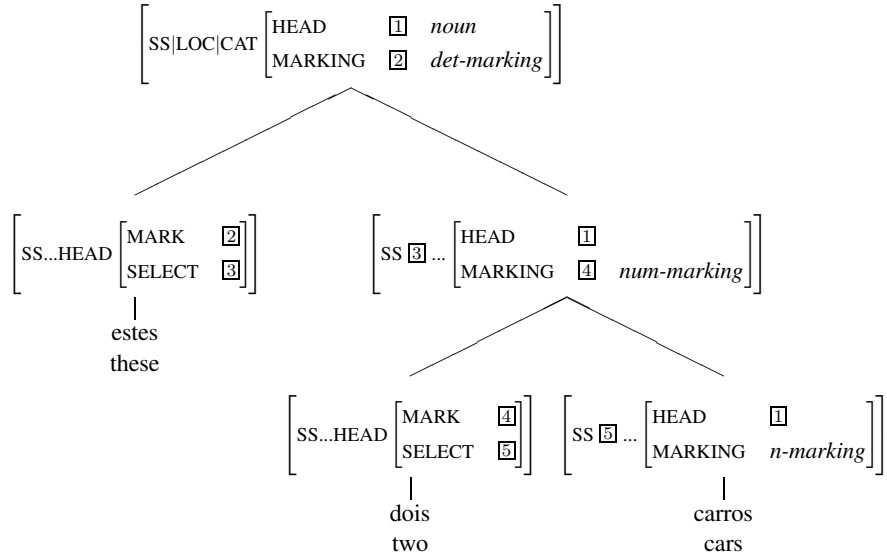 SS|LOC|CAT HEAD 1 noun
MARKING 2 det-marking
SS...HEAD MARK 2
SELECT 3
SS 3 ... HEAD 1
MARKING 4 num-marking
estes
these
SS...HEAD MARK 4
SELECT 5
SS 5 ... HEAD 1
MARKING n-marking
dois
two
carros
cars